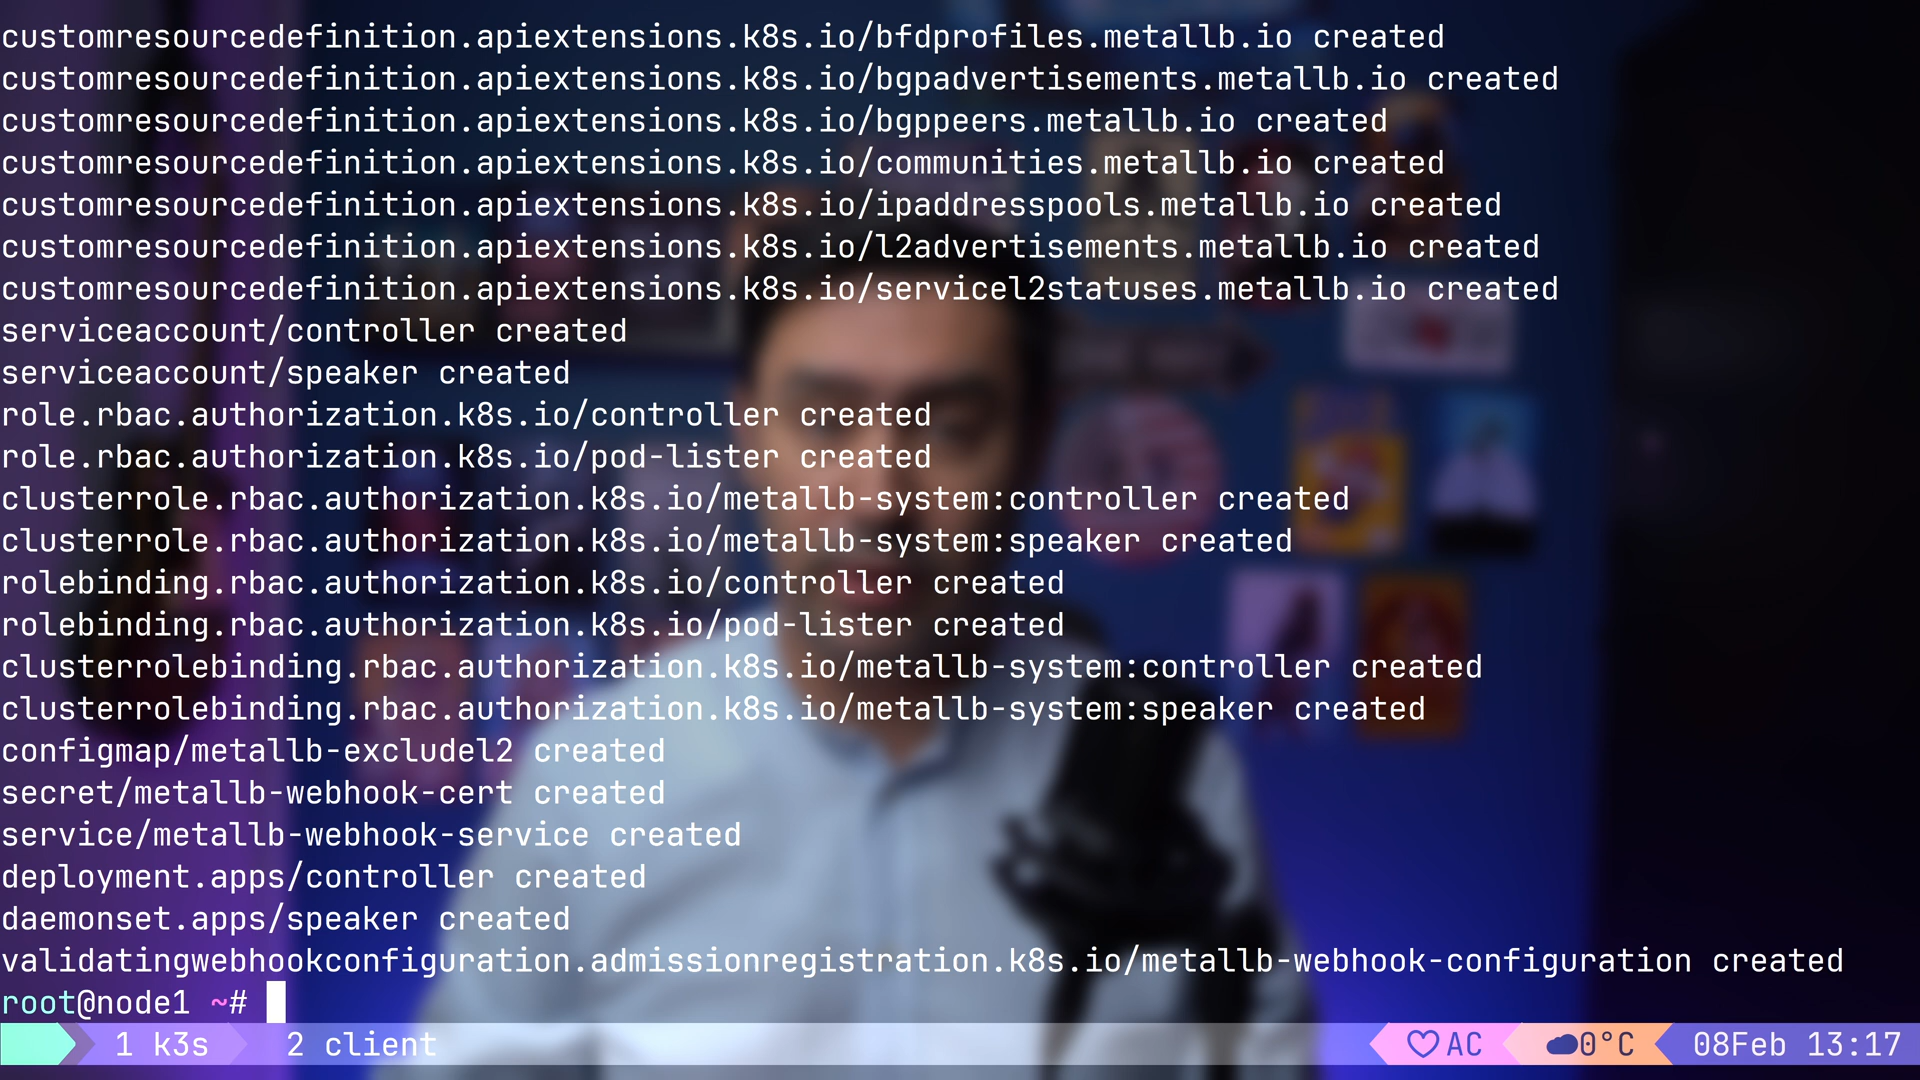 customresourcedefinition.apiextensions.k8s.io/bfdprofiles.metallb.io created
customresourcedefinition.apiextensions.k8s.io/bgpadvertisements.metallb.io created
customresourcedefinition.apiextensions.k8s.io/bgppeers.metallb.io created
customresourcedefinition.apiextensions.k8s.io/communities.metallb.io created
customresourcedefinition.apiextensions.k8s.io/ipaddresspools.metallb.io created
customresourcedefinition.apiextensions.k8s.io/l2advertisements.metallb.io created
customresourcedefinition.apiextensions.k8s.io/servicel2statuses.metallb.io created
serviceaccount/controller created
serviceaccount/speaker created
role.rbac.authorization.k8s.io/controller created
role.rbac.authorization.k8s.io/pod-lister created
clusterrole.rbac.authorization.k8s.io/metallb-system:controller created
clusterrole.rbac.authorization.k8s.io/metallb-system:speaker created
rolebinding.rbac.authorization.k8s.io/controller created
rolebinding.rbac.authorization.k8s.io/pod-lister created
clusterrolebinding.rbac.authorization.k8s.io/metallb-system:controller created
clusterrolebinding.rbac.authorization.k8s.io/metallb-system:speaker created
configmap/metallb-excludel2 created
secret/metallb-webhook-cert created
service/metallb-webhook-service created
deployment.apps/controller created
daemonset.apps/speaker created
validatingwebhookconfiguration.admissionregistration.k8s.io/metallb-webhook-configuration created
root@node1 ~#
1 k3s 2 client ♡ AC ☁0°C 08Feb 13:17